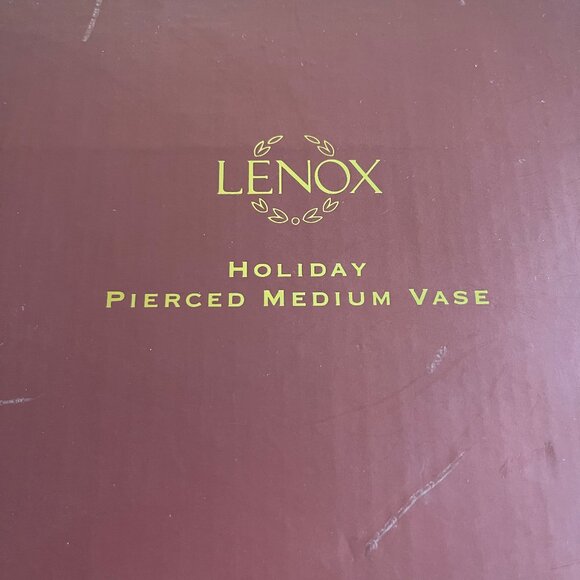 LENOX
HOLIDAY
PIERCED MEDIUM VASE